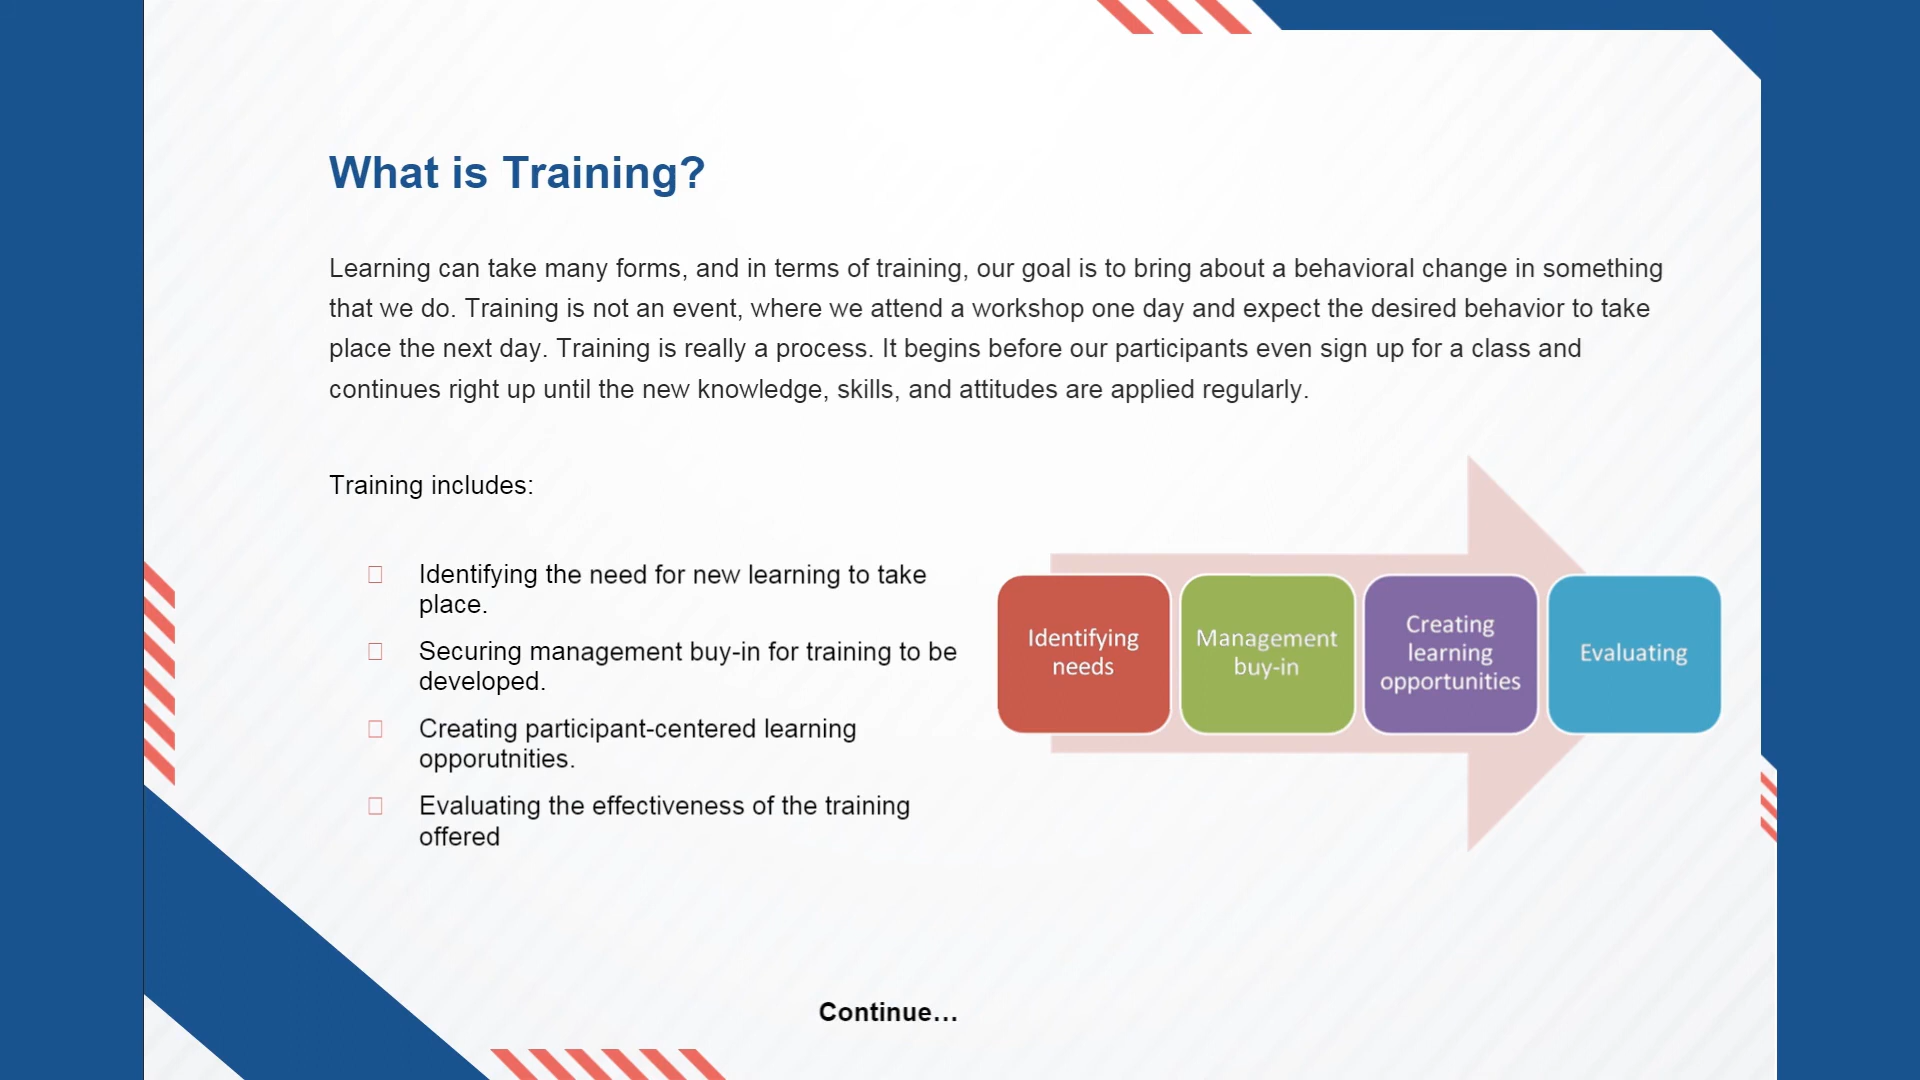 What is Training?
Learning can take many forms, and in terms of training, our goal is to bring about a behavioral change in something
that we do. Training is not an event, where we attend a workshop one day and expect the desired behavior to take
place the next day. Training is really a process. It begins before our participants even sign up for a class and
continues right up until the new knowledge, skills, and attitudes are applied regularly.
Training includes:
Identifying the need for new learning to take
place.
Securing management buy-in for training to be
developed.
Creating participant-centered learning
opporutnities.
Evaluating the effectiveness of the training
offered
Identifying
needs
Management
buy-in
Creating
learning
opportunities
Evaluating
Continue…